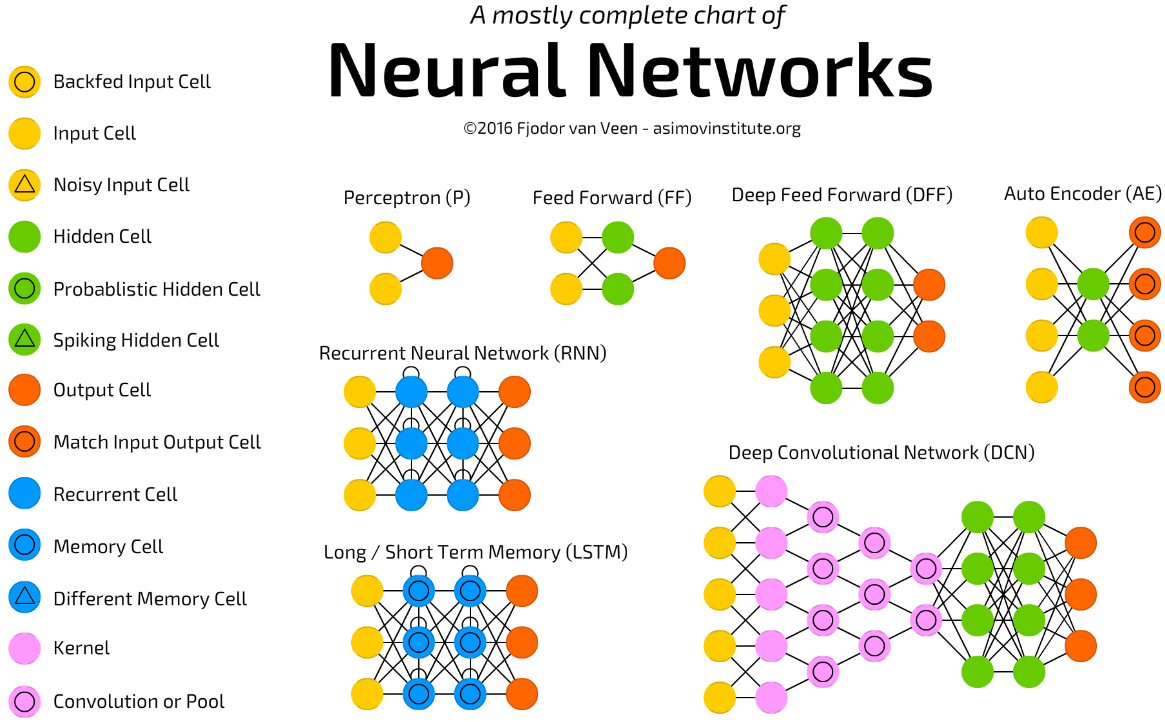 A mostly complete chart of
Neural Networks
©2016 Fjodor van Veen - asimovinstitute.org
Backfed Input Cell
Input Cell
Noisy Input Cell
Hidden Cell
Probablistic Hidden Cell
Spiking Hidden Cell
Output Cell
Match Input Output Cell
Recurrent Cell
Memory Cell
Different Memory Cell
Kernel
Convolution or Pool
Perceptron (P)
Feed Forward (FF)
Deep Feed Forward (DFF)
Auto Encoder (AE)
Recurrent Neural Network (RNN)
Long / Short Term Memory (LSTM)
Deep Convolutional Network (DCN)